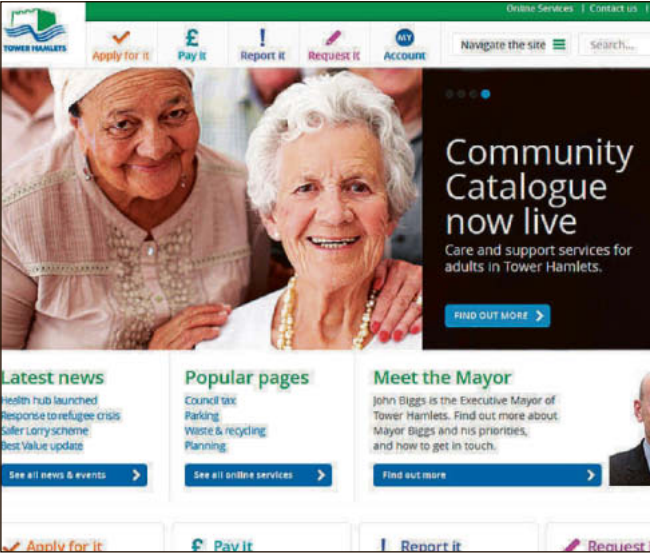 Online Services | Contact us |
TOWER HAMLETS
Apply for it
Pay it
Report it
Request it
MY
Account
Navigate the site
Search...
Community
Catalogue
now live
Care and support services for
adults in Tower Hamlets.
FIND OUT MORE
Latest news
Health hub launched
Response to refugee crisis
Safer Lorry scheme
Best Value update
See all news & events
Popular pages
Council tax
Parking
Waste & recycling
Planning
See all online services
Meet the Mayor
John Biggs is the Executive Mayor of
Tower Hamlets. Find out more about
Mayor Biggs and his priorities,
and how to get in touch.
Find out more
Apply for it
£ Pay it
! Report it
Request